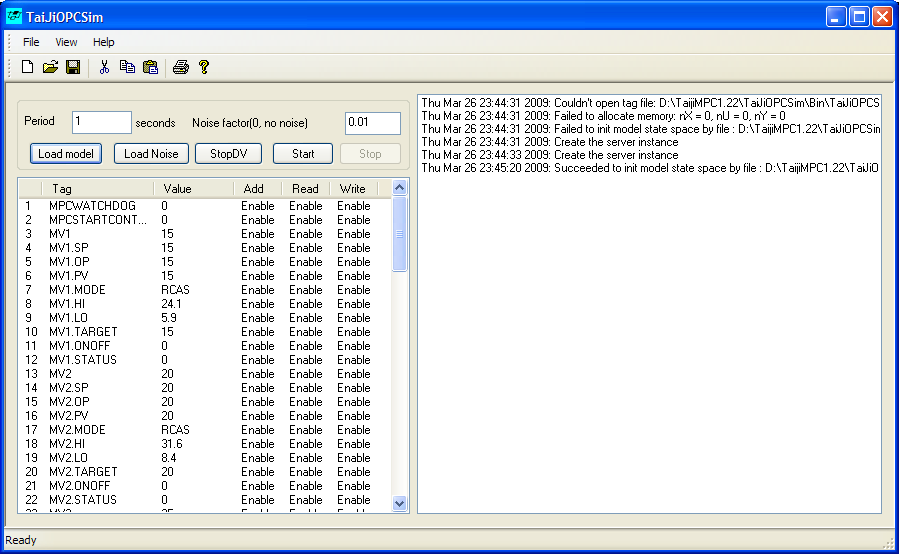 TaiJiOPCSim
File View Help
Period 1 seconds Noise factor(0, no noise) 0.01
Load model Load Noise StopDV Start Stop
Tag Value Add Read Write
1 MPCWATCHDOG 0 Enable Enable Enable
2 MPCSTARTCONT... 0 Enable Enable Enable
3 MV1 15 Enable Enable Enable
4 MV1.SP 15 Enable Enable Enable
5 MV1.OP 15 Enable Enable Enable
6 MV1.PV 15 Enable Enable Enable
7 MV1.MODE RCAS Enable Enable Enable
8 MV1.HI 24.1 Enable Enable Enable
9 MV1.LO 5.9 Enable Enable Enable
10 MV1.TARGET 15 Enable Enable Enable
11 MV1.ONOFF 0 Enable Enable Enable
12 MV1.STATUS 0 Enable Enable Enable
13 MV2 20 Enable Enable Enable
14 MV2.SP 20 Enable Enable Enable
15 MV2.OP 20 Enable Enable Enable
16 MV2.PV 20 Enable Enable Enable
17 MV2.MODE RCAS Enable Enable Enable
18 MV2.HI 31.6 Enable Enable Enable
19 MV2.LO 8.4 Enable Enable Enable
20 MV2.TARGET 20 Enable Enable Enable
21 MV2.ONOFF 0 Enable Enable Enable
22 MV2.STATUS 0 Enable Enable Enable
Thu Mar 26 23:44:31 2009: Couldn't open tag file: D:\TaijiMPC1.22\TaiJiOPCSim\Bin\TaiJiOPCS
Thu Mar 26 23:44:31 2009: Failed to allocate memory: nX = 0, nU = 0, nY = 0
Thu Mar 26 23:44:31 2009: Failed to init model state space by file : D:\TaijiMPC1.22\TaiJiOPCSin
Thu Mar 26 23:44:31 2009: Create the server instance
Thu Mar 26 23:44:33 2009: Create the server instance
Thu Mar 26 23:45:20 2009: Succeeded to init model state space by file : D:\TaijiMPC1.22\TaiJiO
Ready